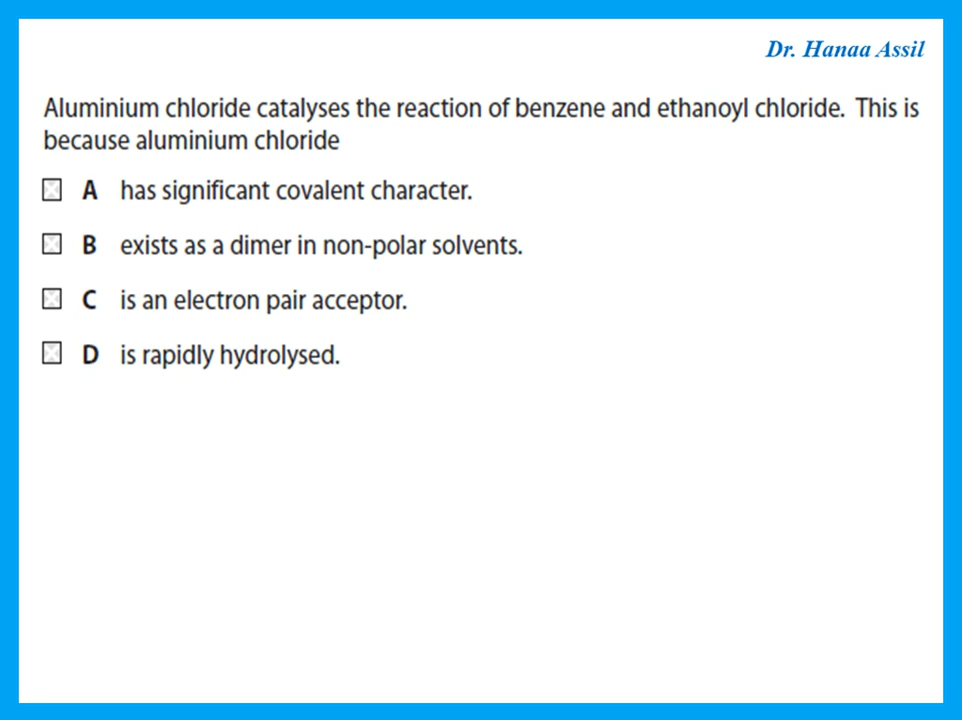 Dr. Hanaa Assil
Aluminium chloride catalyses the reaction of benzene and ethanoyl chloride. This is
because aluminium chloride
A has significant covalent character.
B exists as a dimer in non-polar solvents.
C is an electron pair acceptor.
D is rapidly hydrolysed.